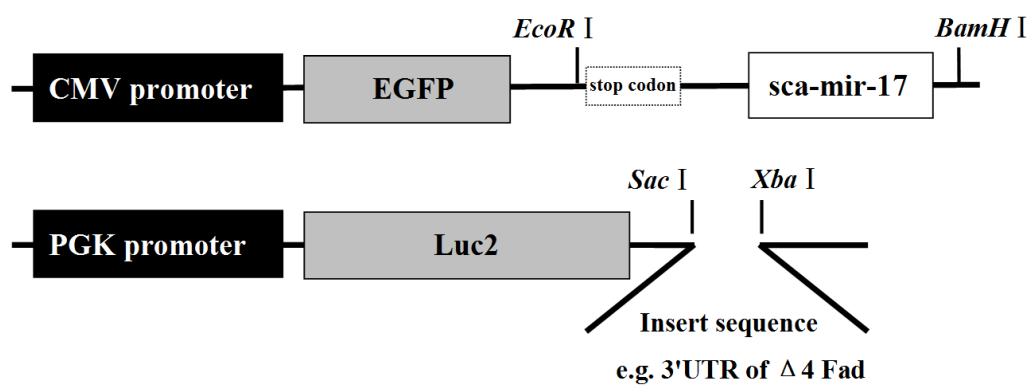 EcoR I
BamH I
CMV promoter
EGFP
stop codon
sca-mir-17
Sac I
Xba I
PGK promoter
Luc2
Insert sequence
e.g. 3'UTR of Δ 4 Fad